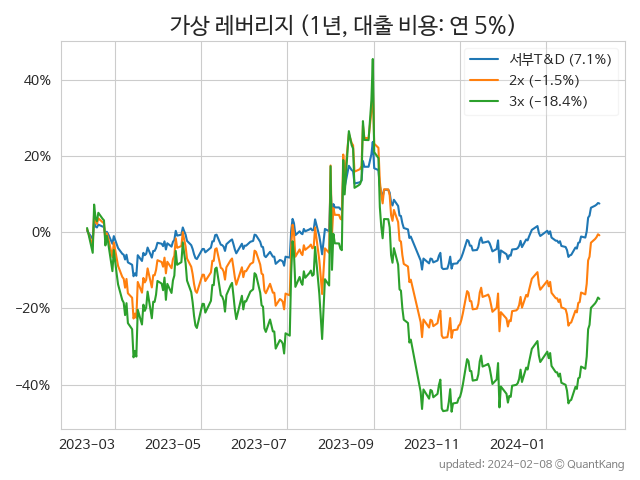 가상 레버리지 (1년, 대출 비용: 연 5%)
서부T&D (7.1%)
2x (−1.5%)
3x (−18.4%)
40%
20%
0%
−20%
−40%
2023-03 2023-05 2023-07 2023-09 2023-11 2024-01
updated: 2024-02-08 © QuantKang